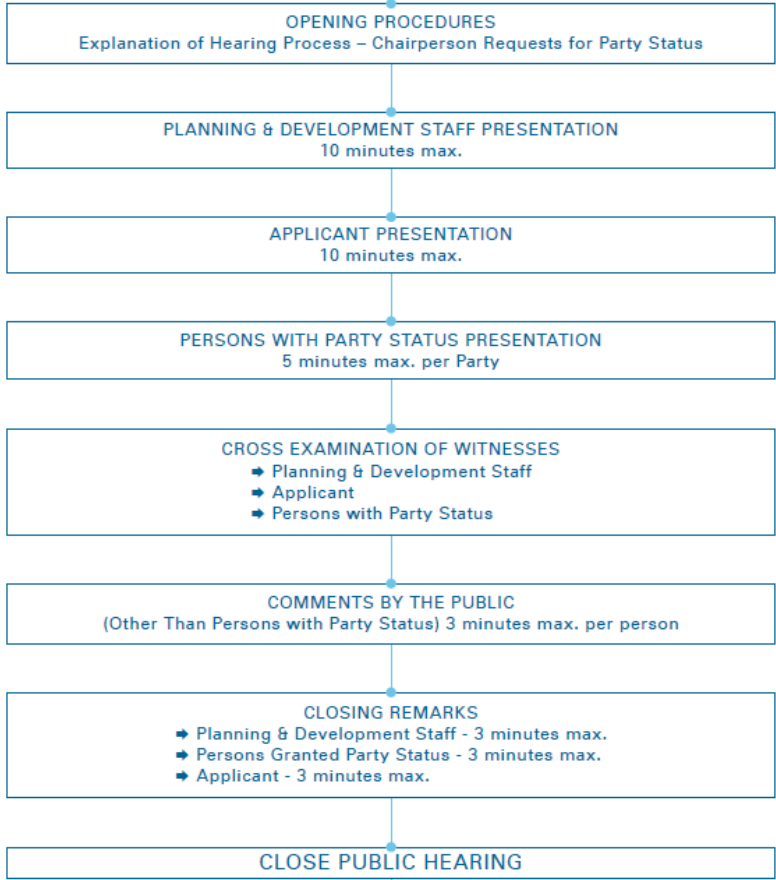 OPENING PROCEDURES
Explanation of Hearing Process – Chairperson Requests for Party Status
PLANNING & DEVELOPMENT STAFF PRESENTATION
10 minutes max.
APPLICANT PRESENTATION
10 minutes max.
PERSONS WITH PARTY STATUS PRESENTATION
5 minutes max. per Party
CROSS EXAMINATION OF WITNESSES
➡ Planning & Development Staff
➡ Applicant
➡ Persons with Party Status
COMMENTS BY THE PUBLIC
(Other Than Persons with Party Status) 3 minutes max. per person
CLOSING REMARKS
➡ Planning & Development Staff - 3 minutes max.
➡ Persons Granted Party Status - 3 minutes max.
➡ Applicant - 3 minutes max.
CLOSE PUBLIC HEARING